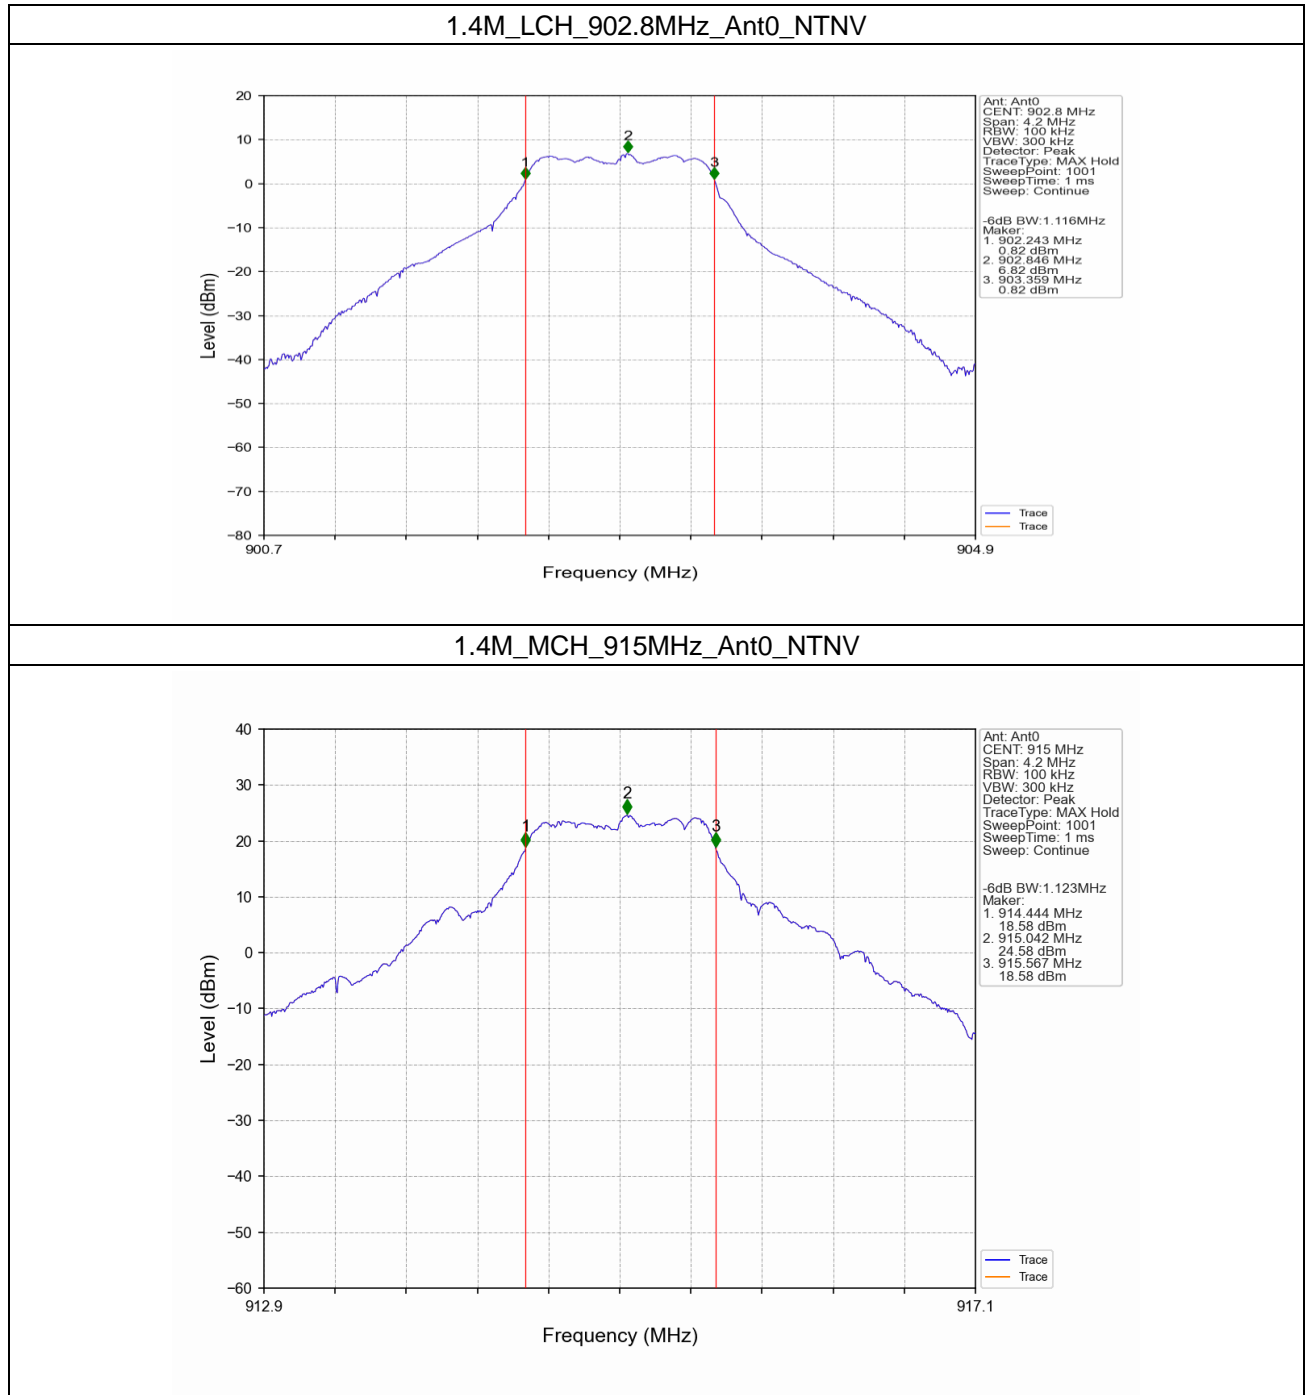 1.4M_LCH_902.8MHz_Ant0_NTNV
20
10
0
−10
−20
−30
−40
−50
−60
−70
−80
Level (dBm)
1
2
3
900.7
904.9
Frequency (MHz)
Ant: Ant0
CENT: 902.8 MHz
Span: 4.2 MHz
RBW: 100 kHz
VBW: 300 kHz
Detector: Peak
TraceType: MAX Hold
SweepPoint: 1001
SweepTime: 1 ms
Sweep: Continue
-6dB BW:1.116MHz
Maker:
1. 902.243 MHz
0.82 dBm
2. 902.846 MHz
6.82 dBm
3. 903.359 MHz
0.82 dBm
Trace
Trace
1.4M_MCH_915MHz_Ant0_NTNV
40
30
20
10
0
−10
−20
−30
−40
−50
−60
Level (dBm)
1
2
3
912.9
917.1
Frequency (MHz)
Ant: Ant0
CENT: 915 MHz
Span: 4.2 MHz
RBW: 100 kHz
VBW: 300 kHz
Detector: Peak
TraceType: MAX Hold
SweepPoint: 1001
SweepTime: 1 ms
Sweep: Continue
-6dB BW:1.123MHz
Maker:
1. 914.444 MHz
18.58 dBm
2. 915.042 MHz
24.58 dBm
3. 915.567 MHz
18.58 dBm
Trace
Trace